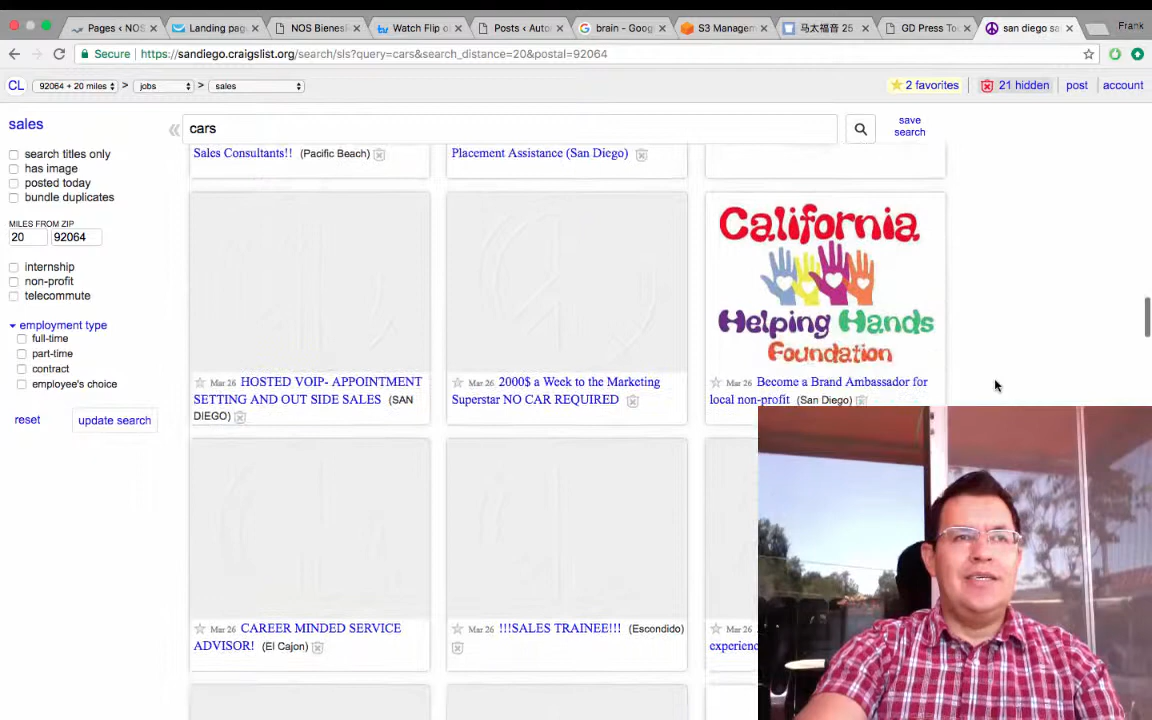 Pages < NOS
Landing page
NOS Bienes
Watch Flip o
Posts < Auto
brain - Goog
S3 Managem
马太福音 25
GD Press To
san diego sa
Frank
Secure
https://sandiego.craigslist.org/search/sls?query=cars&search_distance=20&postal=92064
CL
92064 + 20 miles
>
jobs
>
sales
2 favorites
21 hidden
post
account
sales
cars
save
search
search titles only
has image
posted today
bundle duplicates
MILES FROM ZIP
20
92064
internship
non-profit
telecommute
employment type
full-time
part-time
contract
employee's choice
reset
update search
Sales Consultants!! (Pacific Beach)
Placement Assistance (San Diego)
California
Helping Hands
Foundation
Mar 26 HOSTED VOIP- APPOINTMENT
SETTING AND OUT SIDE SALES (SAN
DIEGO)
Mar 26 2000$ a Week to the Marketing
Superstar NO CAR REQUIRED
Mar 26 Become a Brand Ambassador for
local non-profit (San Diego)
Mar 26 CAREER MINDED SERVICE
ADVISOR! (El Cajon)
Mar 26 !!!SALES TRAINEE!!! (Escondido)
Mar
experienc